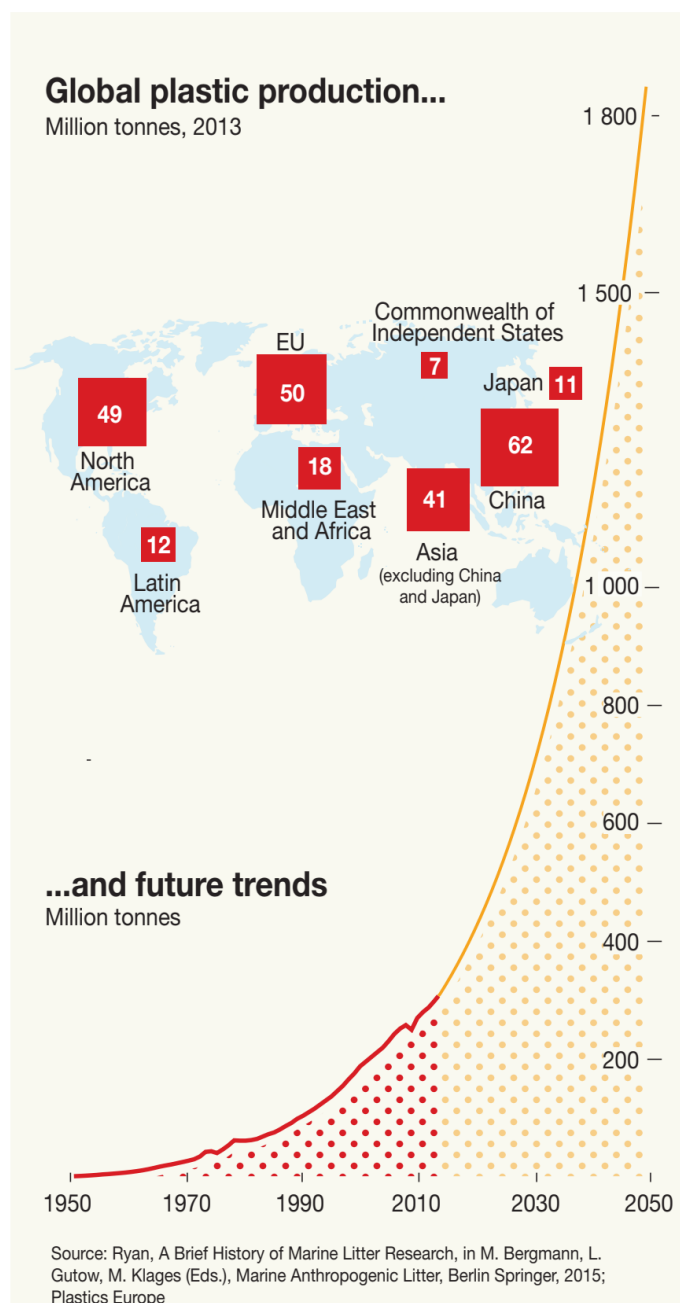 Global plastic production...
Million tonnes, 2013
1 800
1 500
Commonwealth of
Independent States
7
EU
50
Japan 11
49
North
America
62
China
18
Middle East
and Africa
41
Asia
(excluding China
and Japan)
12
Latin
America
1 000
800
600
...and future trends
Million tonnes
400
200
1950 1970 1990 2010 2030 2050
Source: Ryan, A Brief History of Marine Litter Research, in M. Bergmann, L.
Gutow, M. Klages (Eds.), Marine Anthropogenic Litter, Berlin Springer, 2015;
Plastics Europe